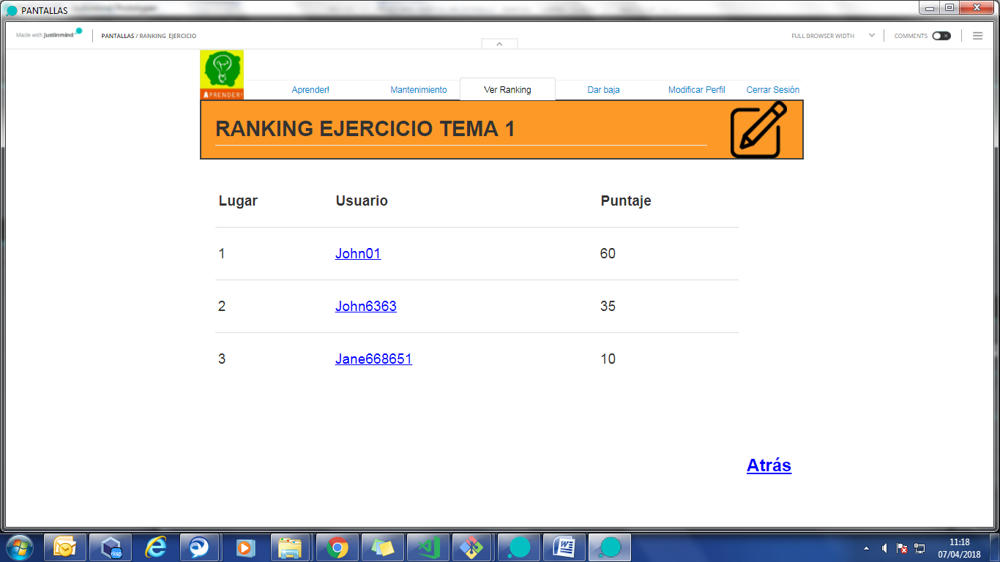 PANTALLAS
Made with Justinmind
PANTALLAS / RANKING EJERCICIO
FULL BROWSER WIDTH
COMMENTS
APRENDER!
Aprender!
Mantenimiento
Ver Ranking
Dar baja
Modificar Perfil
Cerrar Sesión
RANKING EJERCICIO TEMA 1
Lugar Usuario Puntaje
1 John01 60
2 John6363 35
3 Jane668651 10
Atrás
ksp
11:18
07/04/2018